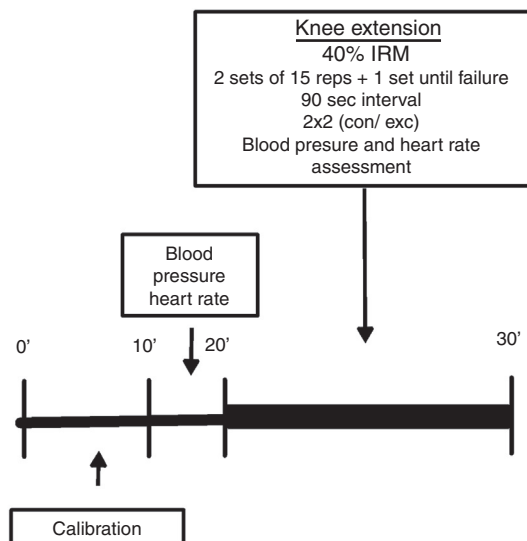 Knee extension
40% IRM
2 sets of 15 reps + 1 set until failure
90 sec interval
2x2 (con/ exc)
Blood presure and heart rate
assessment
Blood
pressure
heart rate
0'
10'
20'
30'
Calibration